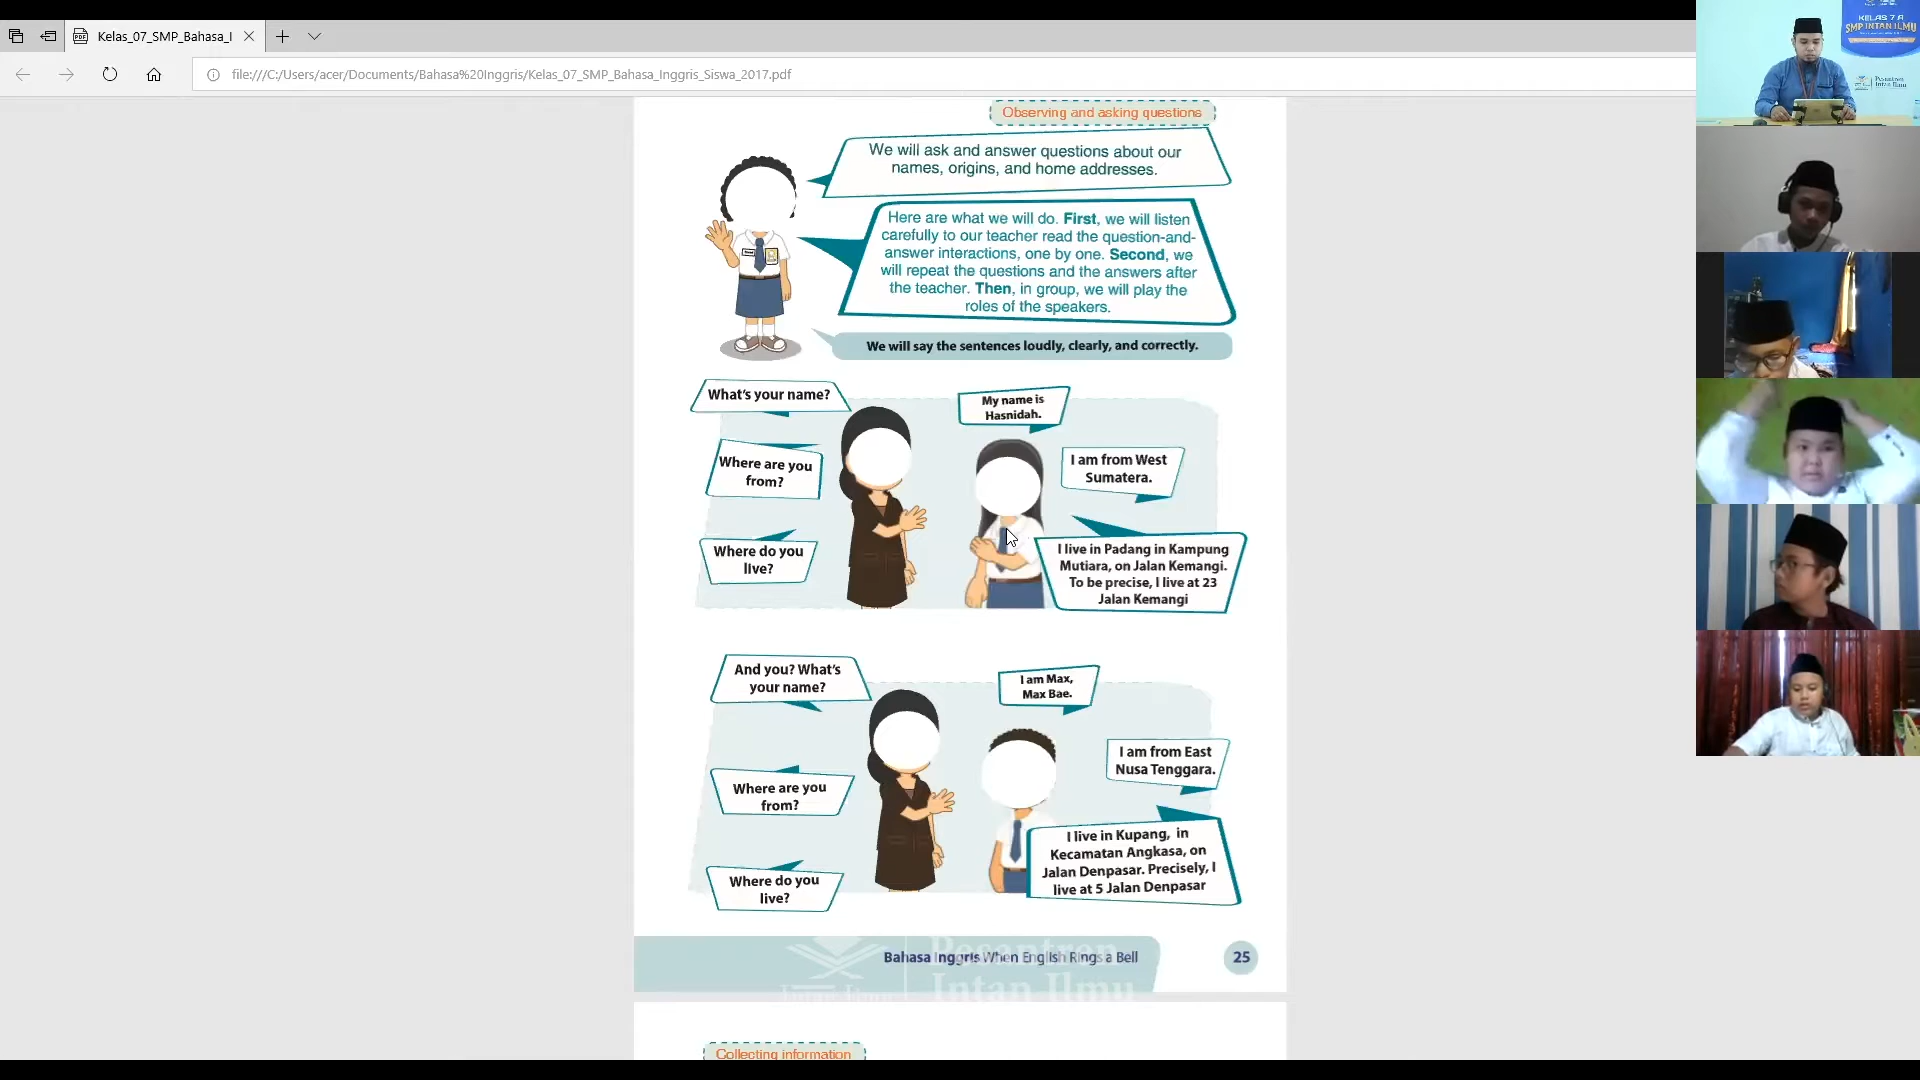 Kelas_07_SMP_Bahasa_I
file:///C:/Users/acer/Documents/Bahasa%20Inggris/Kelas_07_SMP_Bahasa_Inggris_Siswa_2017.pdf
KELAS 7 A
SMP INTAN ILMU
Pesantren
Intan Ilmu
Observing and asking questions
We will ask and answer questions about our
names, origins, and home addresses.
Here are what we will do. First, we will listen
carefully to our teacher read the question-and-
answer interactions, one by one. Second, we
will repeat the questions and the answers after
the teacher. Then, in group, we will play the
roles of the speakers.
We will say the sentences loudly, clearly, and correctly.
What's your name?
My name is
Hasnidah.
Where are you
from?
I am from West
Sumatera.
Where do you
live?
I live in Padang in Kampung
Mutiara, on Jalan Kemangi.
To be precise, I live at 23
Jalan Kemangi
And you? What's
your name?
I am Max,
Max Bae.
Where are you
from?
I am from East
Nusa Tenggara.
Where do you
live?
I live in Kupang, in
Kecamatan Angkasa, on
Jalan Denpasar. Precisely, I
live at 5 Jalan Denpasar
Bahasa Inggris When English Rings a Bell
25
Pesantren
Intan Ilmu
Collecting information